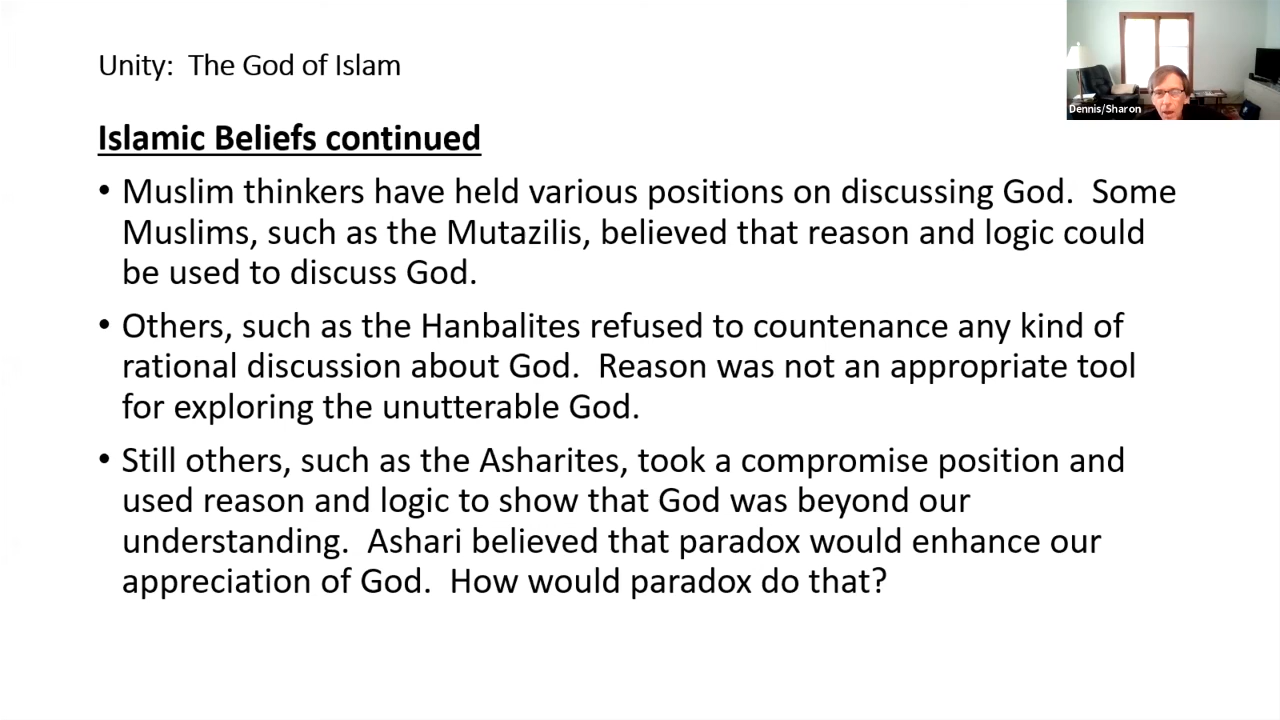 Unity:  The God of Islam
Dennis/Sharon
Islamic Beliefs continued
• Muslim thinkers have held various positions on discussing God.  Some
Muslims, such as the Mutazilis, believed that reason and logic could
be used to discuss God.
• Others, such as the Hanbalites refused to countenance any kind of
rational discussion about God.  Reason was not an appropriate tool
for exploring the unutterable God.
• Still others, such as the Asharites, took a compromise position and
used reason and logic to show that God was beyond our
understanding.  Ashari believed that paradox would enhance our
appreciation of God.  How would paradox do that?